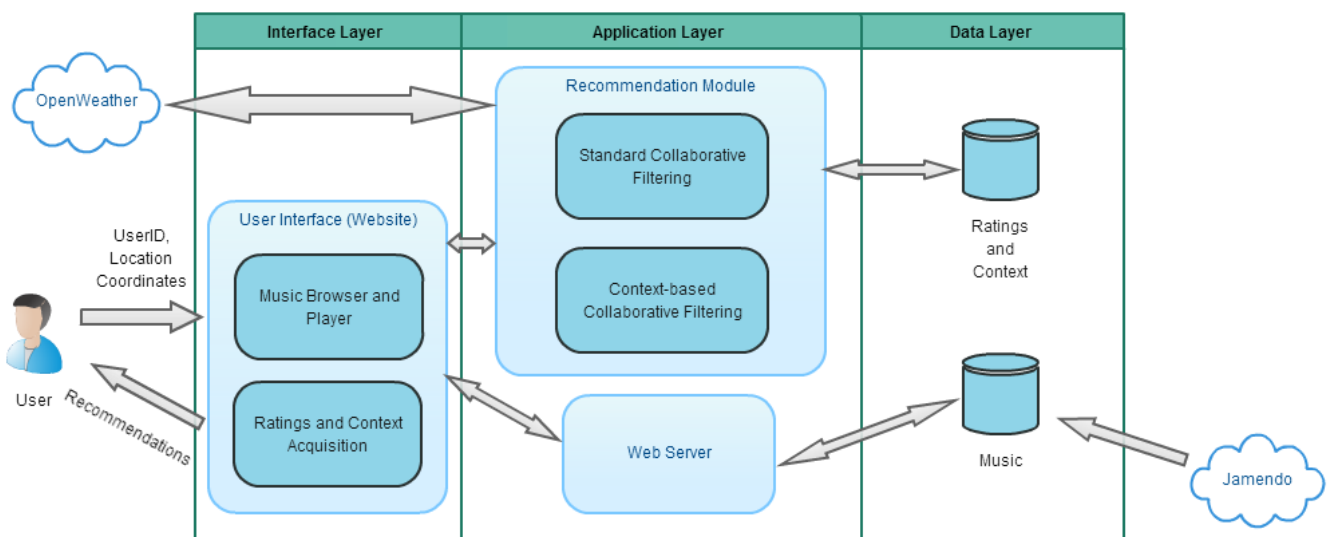 Interface Layer
Application Layer
Data Layer
OpenWeather
Recommendation Module
Standard Collaborative
Filtering
Context-based
Collaborative Filtering
Ratings
and
Context
User Interface (Website)
Music Browser and
Player
Ratings and Context
Acquisition
UserID,
Location
Coordinates
User
Recommendations
Web Server
Music
Jamendo